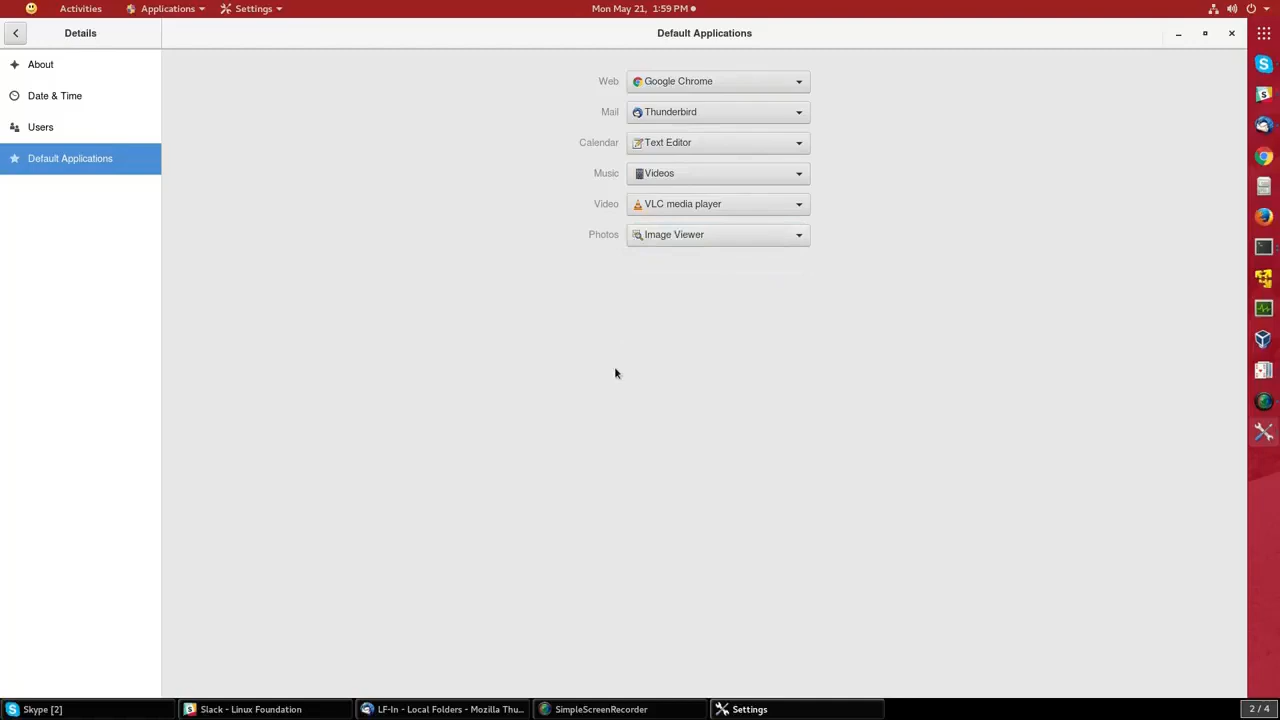 Activities Applications Settings Mon May 21, 1:59 PM
Details Default Applications
About
Date & Time
Users
Default Applications
Web Google Chrome
Mail Thunderbird
Calendar Text Editor
Music Videos
Video VLC media player
Photos Image Viewer
Skype [2] Slack - Linux Foundation LF-In - Local Folders - Mozilla Thu... SimpleScreenRecorder Settings 2 / 4